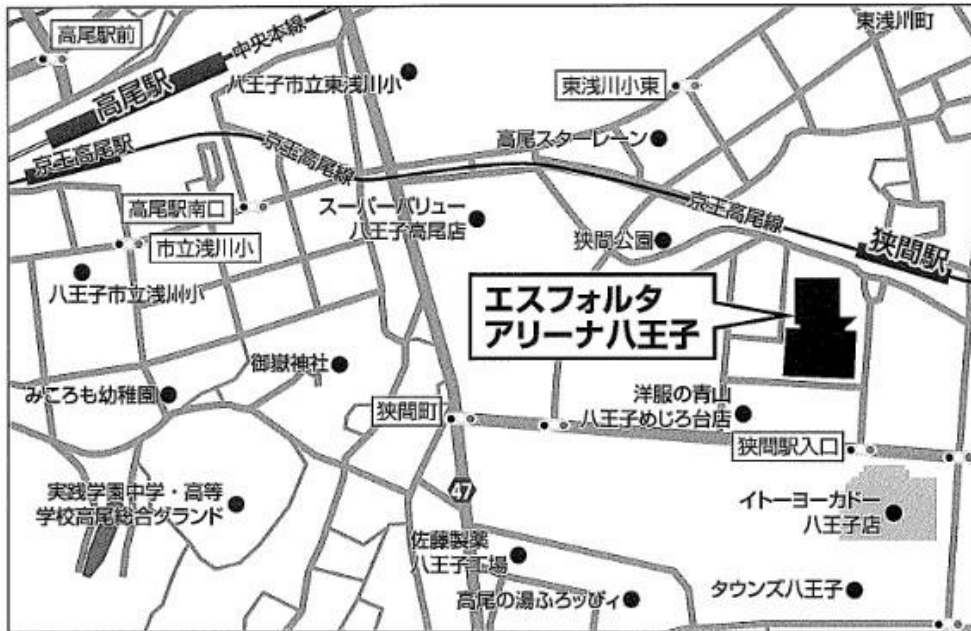 高尾駅前
中央本線
高尾駅
八王子市立東浅川小
東浅川町
東浅川小東
高尾スターレーン
京王高尾駅
京王高尾線
高尾駅南口
市立浅川小
八王子市立浅川小
スーパーバリュー
八王子高尾店
狭間公園
京王高尾線
狭間駅
エスフォルタ
アリーナ八王子
御嶽神社
みころも幼稚園
狭間町
洋服の青山
八王子めじろ台店
狭間駅入口
47
実践学園中学・高等
学校高尾総合グランド
イトーヨーカドー
八王子店
佐藤製薬
八王子工場
高尾の湯ふろッぴィ
タウンズ八王子